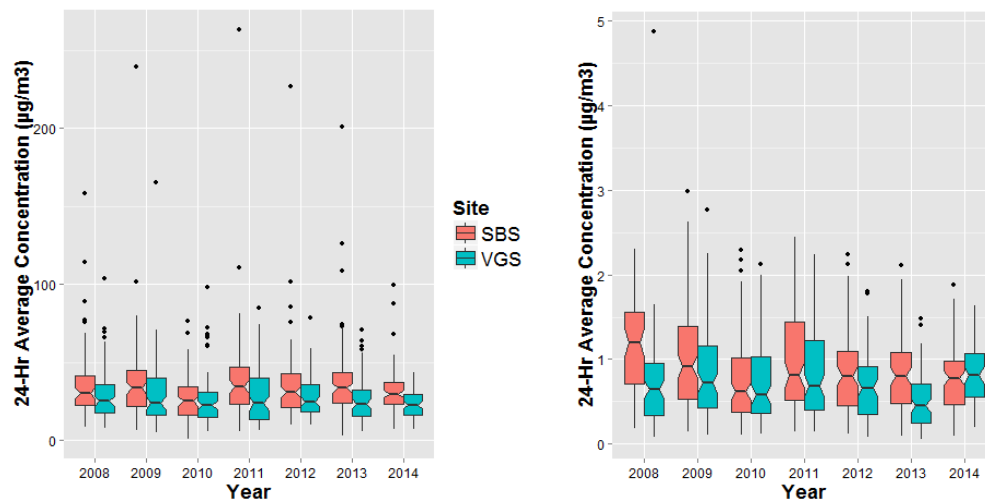 24-Hr Average Concentration (µg/m3)
200
100
0
2008 2009 2010 2011 2012 2013 2014
Year
Site
SBS
VGS
24-Hr Average Concentration (µg/m3)
5
4
3
2
1
0
2008 2009 2010 2011 2012 2013 2014
Year